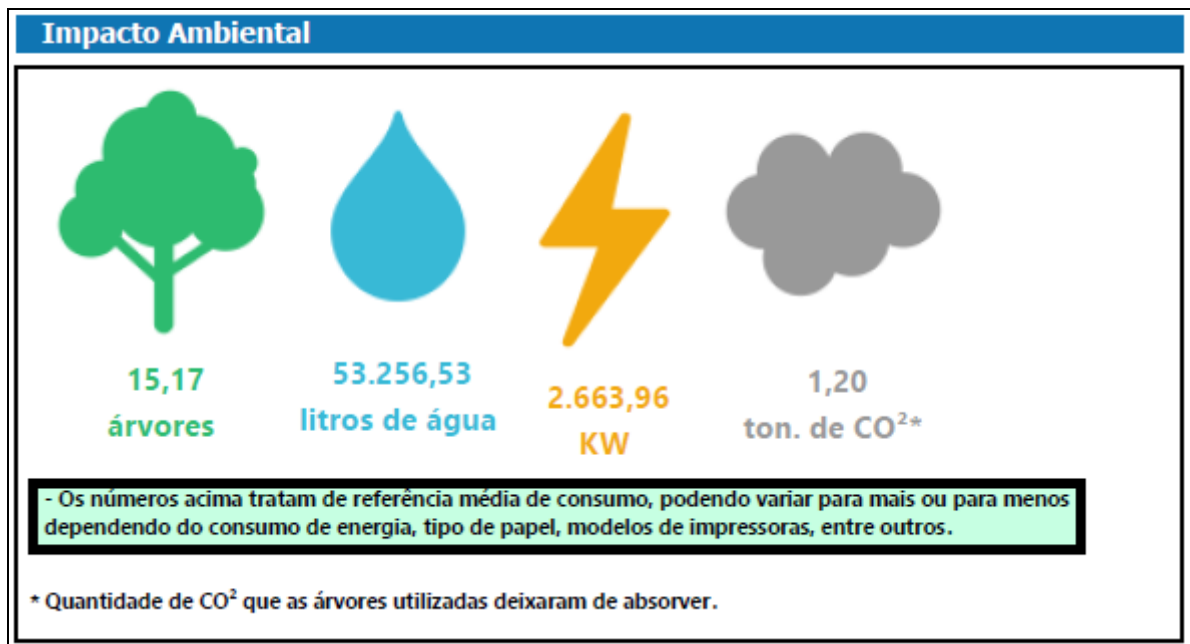 Impacto Ambiental
15,17
árvores
53.256,53
litros de água
2.663,96
KW
1,20
ton. de CO²*
- Os números acima tratam de referência média de consumo, podendo variar para mais ou para menos
dependendo do consumo de energia, tipo de papel, modelos de impressoras, entre outros.
* Quantidade de CO² que as árvores utilizadas deixaram de absorver.